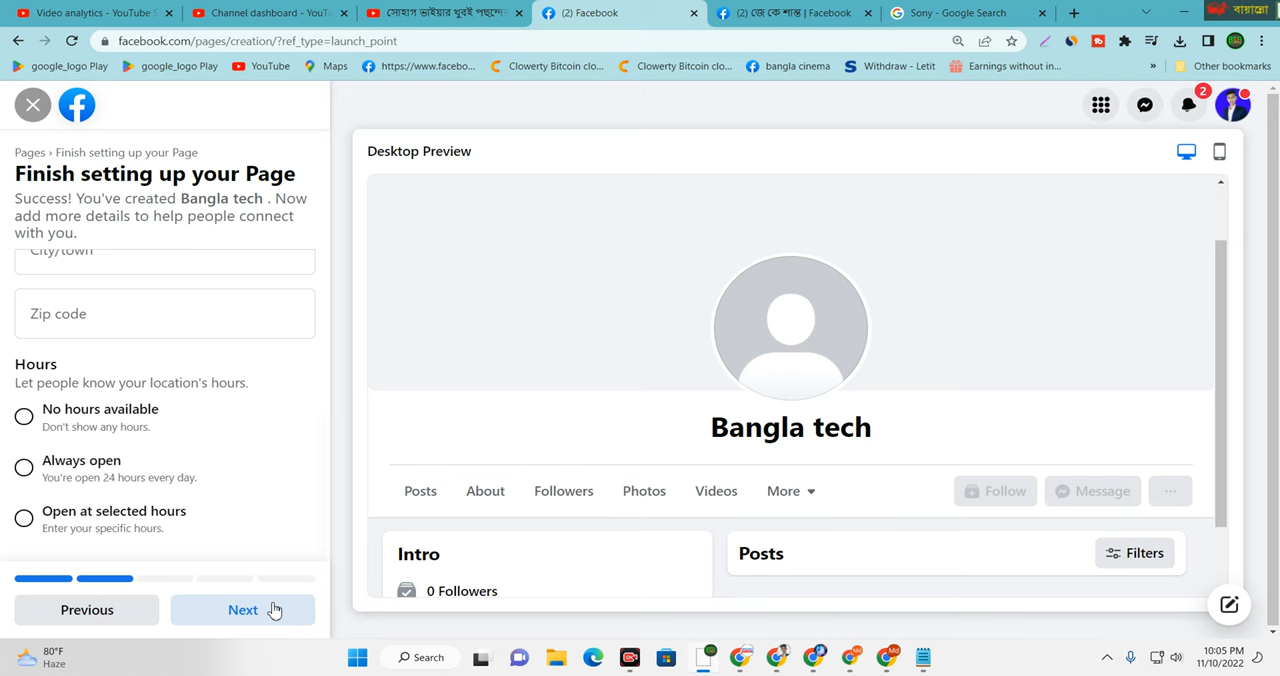 Video analytics - YouTube S
Channel dashboard - YouTu
সোহাগ ভাইয়ার খুবই পছন্দে
(2) Facebook
(2) জে কে শান্ত | Facebook
Sony - Google Search
বায়ান্নো
facebook.com/pages/creation/?ref_type=launch_point
google_logo Play
google_logo Play
YouTube
Maps
https://www.facebo...
Clowerty Bitcoin clo...
Clowerty Bitcoin clo...
bangla cinema
Withdraw - Letit
Earnings without in...
»
Other bookmarks
2
Pages › Finish setting up your Page
Finish setting up your Page
Success! You've created Bangla tech . Now
add more details to help people connect
with you.
City/town
Zip code
Hours
Let people know your location's hours.
No hours available
Don't show any hours.
Always open
You're open 24 hours every day.
Open at selected hours
Enter your specific hours.
Previous
Next
Desktop Preview
Bangla tech
Posts
About
Followers
Photos
Videos
More
Follow
Message
...
Intro
0 Followers
Posts
Filters
80°F
Haze
Search
10:05 PM
11/10/2022